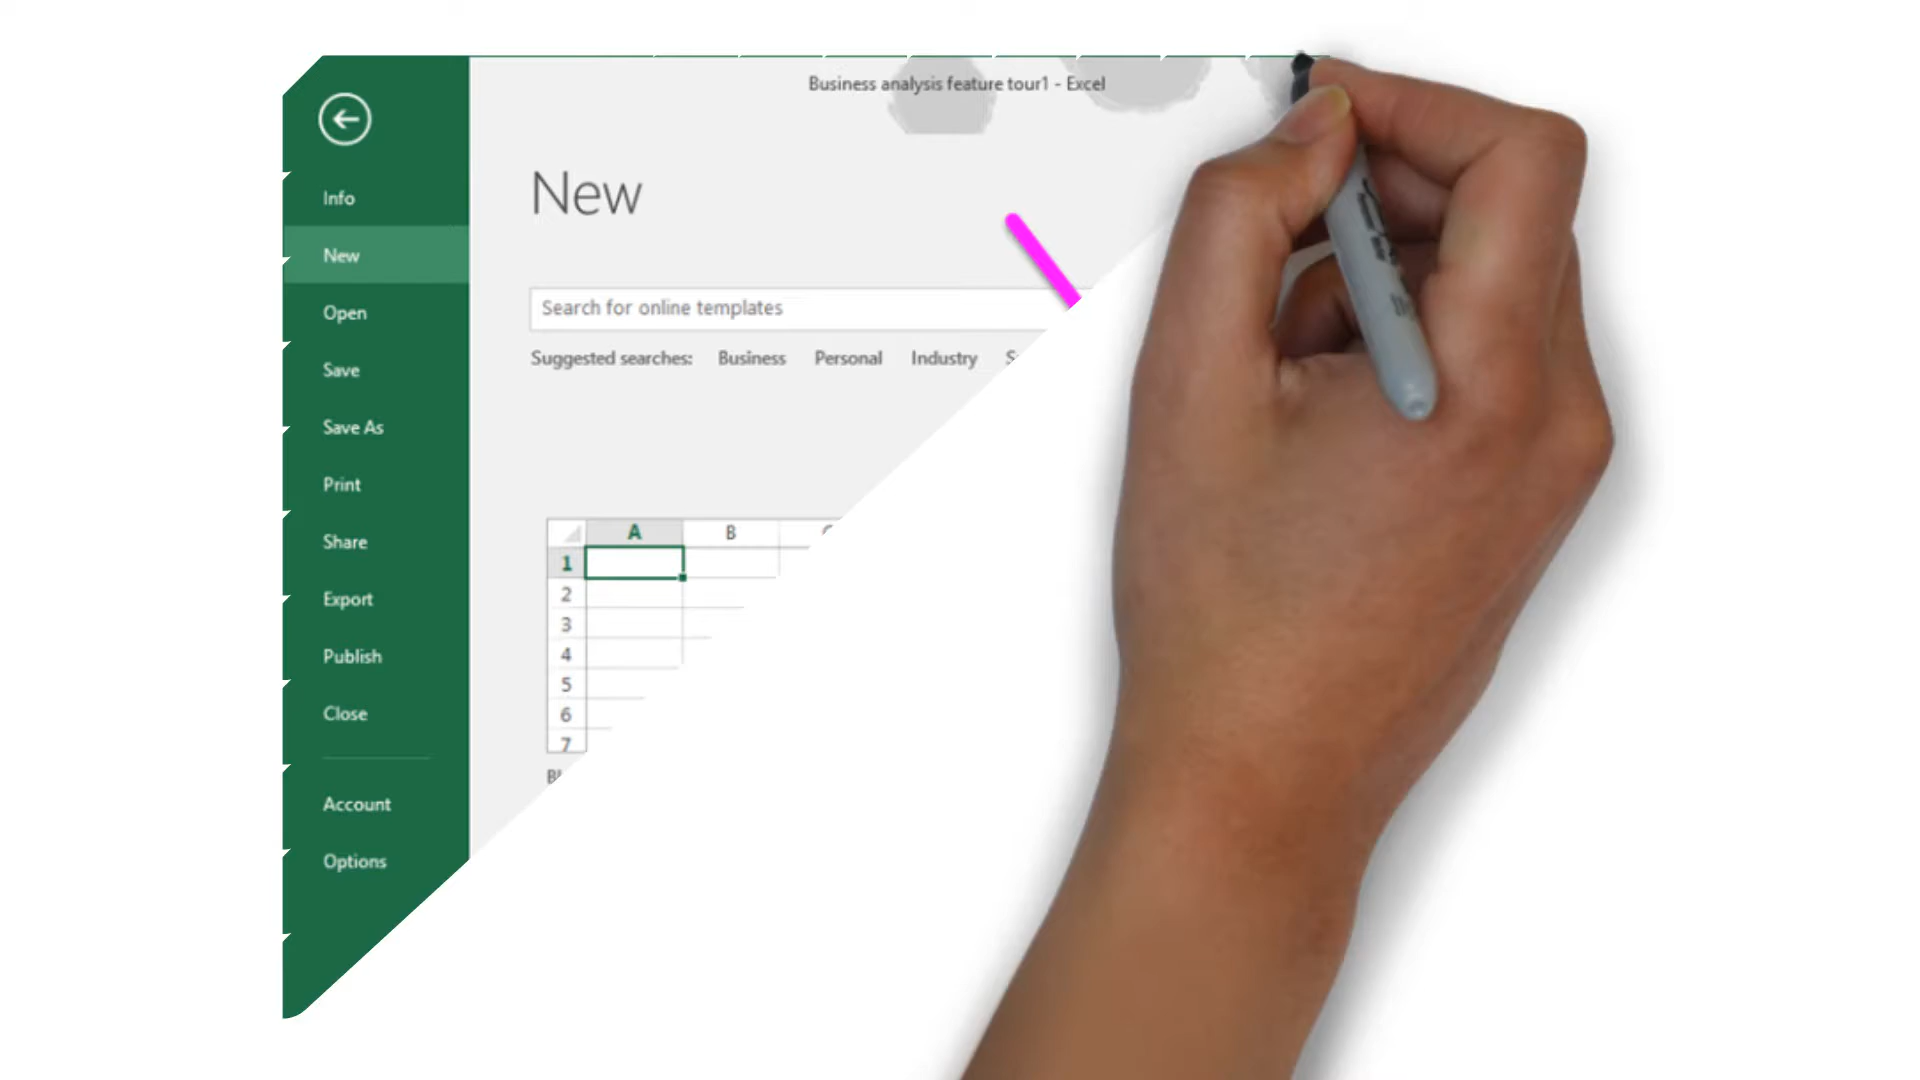 Business analysis feature tour1 - Excel
Info
New
Open
Save
Save As
Print
Share
Export
Publish
Close
Account
Options
New
Search for online templates
Suggested searches: Business Personal Industry
A B
1
2
3
4
5
6
7